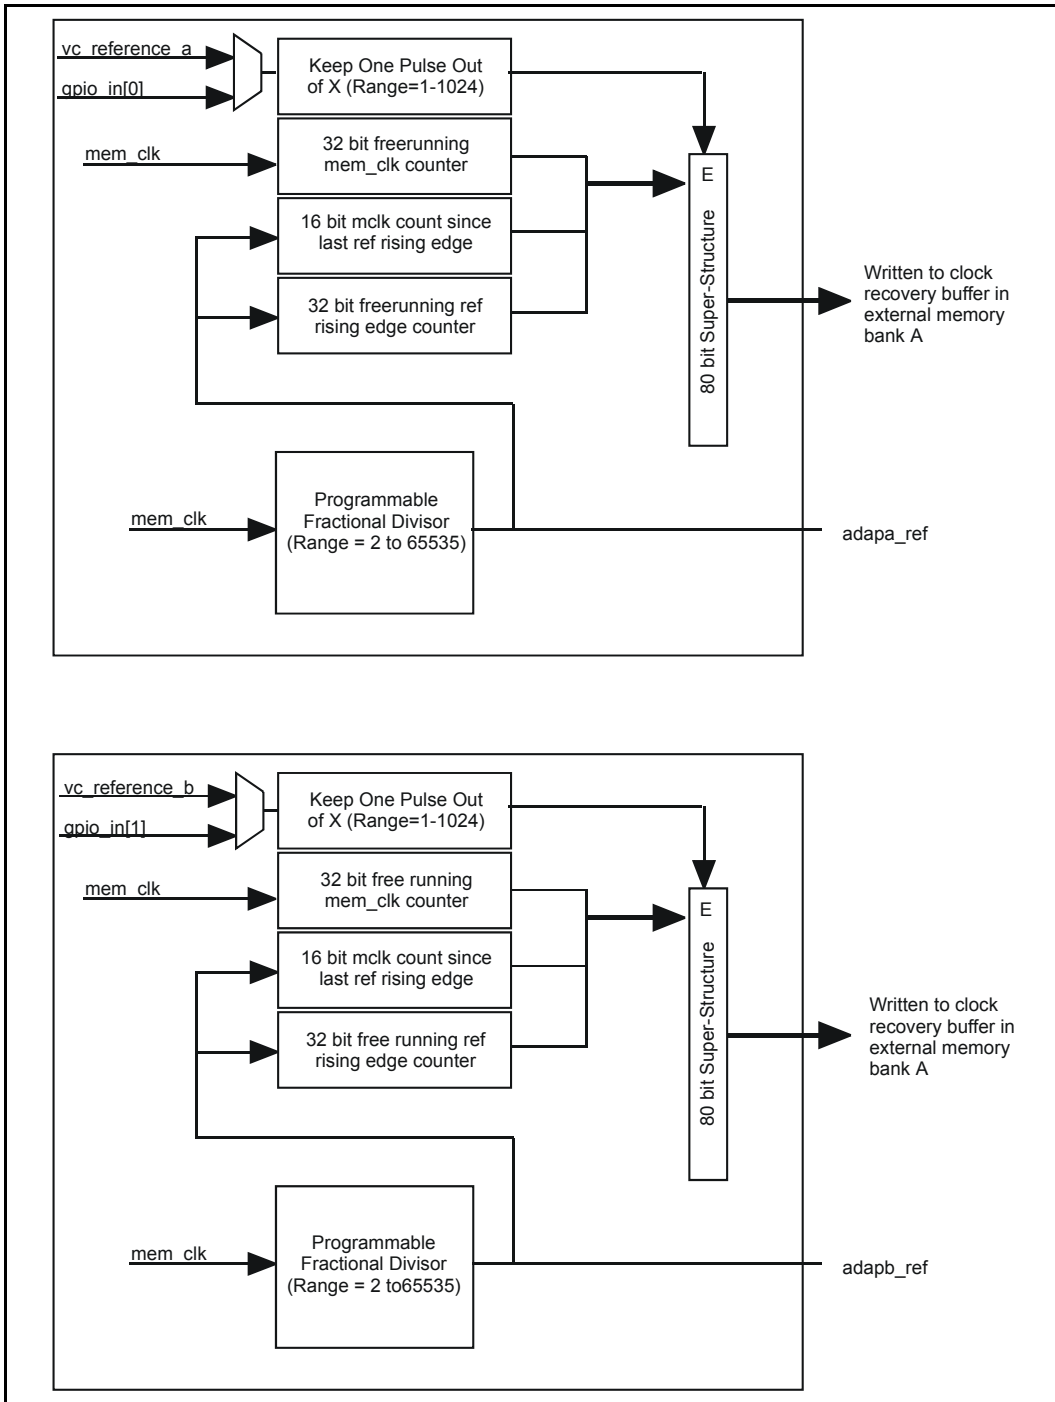 vc_reference_a
Keep One Pulse Out
of X (Range=1-1024)
gpio_in[0]
mem_clk
32 bit freerunning
mem_clk counter
E
80 bit Super-Structure
16 bit mclk count since
last ref rising edge
32 bit freerunning ref
rising edge counter
Written to clock
recovery buffer in
external memory
bank A
mem_clk
Programmable
Fractional Divisor
(Range = 2 to 65535)
adapa_ref
vc_reference_b
Keep One Pulse Out
of X (Range=1-1024)
gpio_in[1]
mem_clk
32 bit free running
mem_clk counter
E
80 bit Super-Structure
16 bit mclk count since
last ref rising edge
32 bit free running ref
rising edge counter
Written to clock
recovery buffer in
external memory
bank A
mem_clk
Programmable
Fractional Divisor
(Range = 2 to65535)
adapb_ref